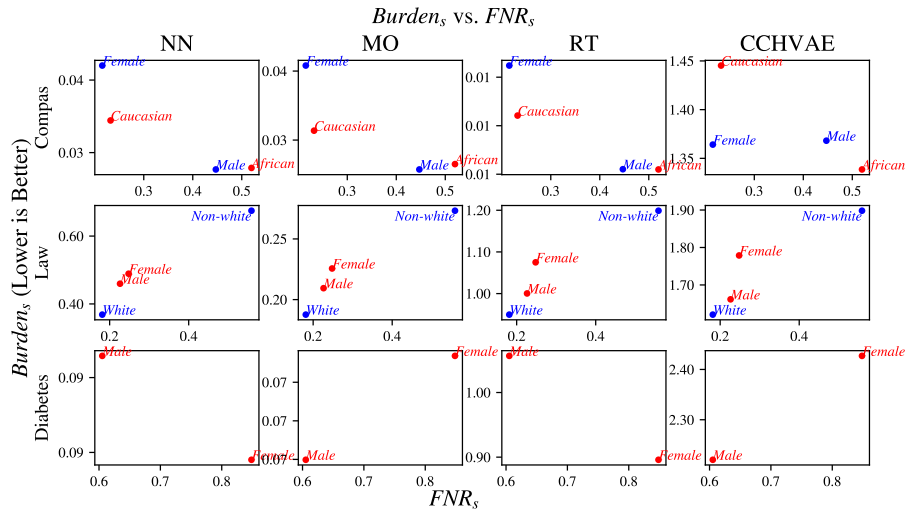 Burden_s vs. FNR_s
NN MO RT CCHVAE
Burden_s (Lower is Better)
Compas
0.04
0.03
Female
Caucasian
Male African
0.3 0.4 0.5
0.04
0.03
Female
Caucasian
Male African
0.3 0.4 0.5
0.01
0.01
0.01
Female
Caucasian
Male African
0.3 0.4 0.5
1.45
1.40
1.35
Caucasian
Female
Male
African
0.3 0.4 0.5
Law
0.60
0.40
Non-white
Female
Male
White
0.2 0.4
0.25
0.20
Non-white
Female
Male
White
0.2 0.4
1.20
1.10
1.00
Non-white
Female
Male
White
0.2 0.4
1.90
1.80
1.70
Non-white
Female
Male
White
0.2 0.4
Diabetes
0.09
0.09
Male
Female
0.6 0.7 0.8
0.07
0.07
0.07
Female
Male
0.6 0.7 0.8
1.00
0.90
Male
Female
0.6 0.7 0.8
2.40
2.30
Female
Male
0.6 0.7 0.8
FNR_s